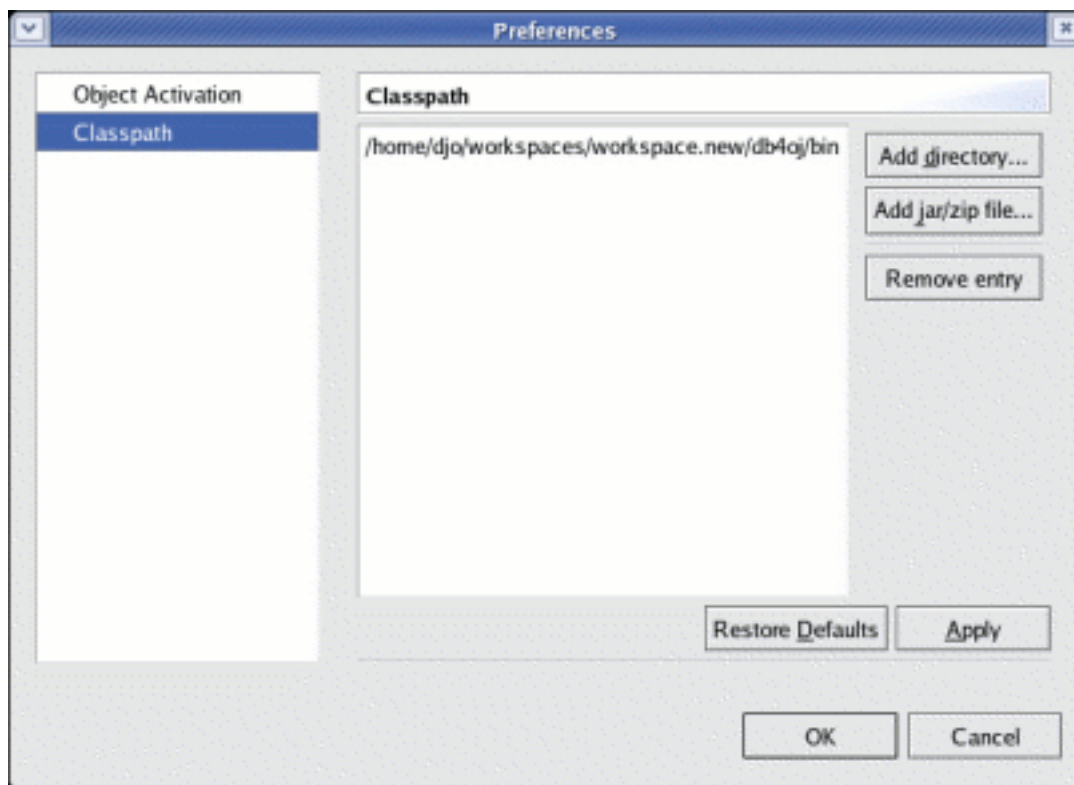 Preferences
Object Activation
Classpath
Classpath
/home/djo/workspaces/workspace.new/db4oj/bin
Add directory...
Add jar/zip file...
Remove entry
Restore Defaults
Apply
OK
Cancel